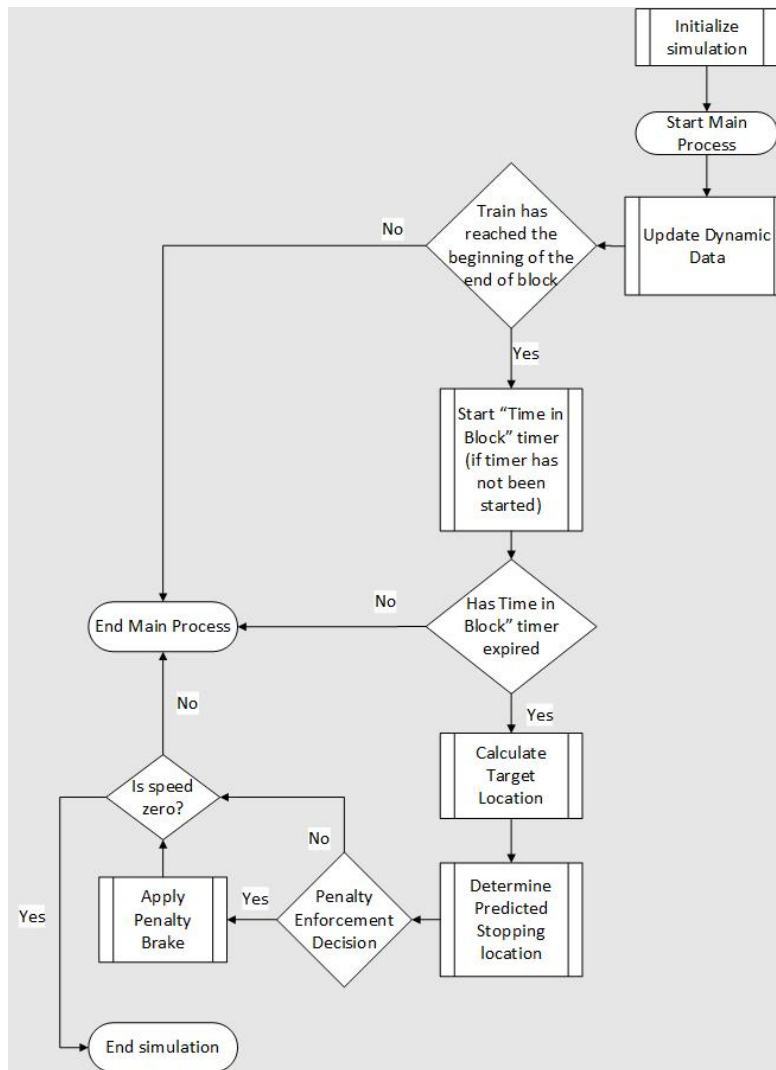 Initialize
simulation
Start Main
Process
Update Dynamic
Data
Train has
reached the
beginning of the
end of block
No
Yes
Start “Time in
Block” timer
(if timer has
not been
started)
Has Time in
Block” timer
expired
No
End Main Process
Yes
Calculate
Target
Location
Determine
Predicted
Stopping
location
Penalty
Enforcement
Decision
No
Yes
Apply
Penalty
Brake
Is speed
zero?
No
Yes
End simulation